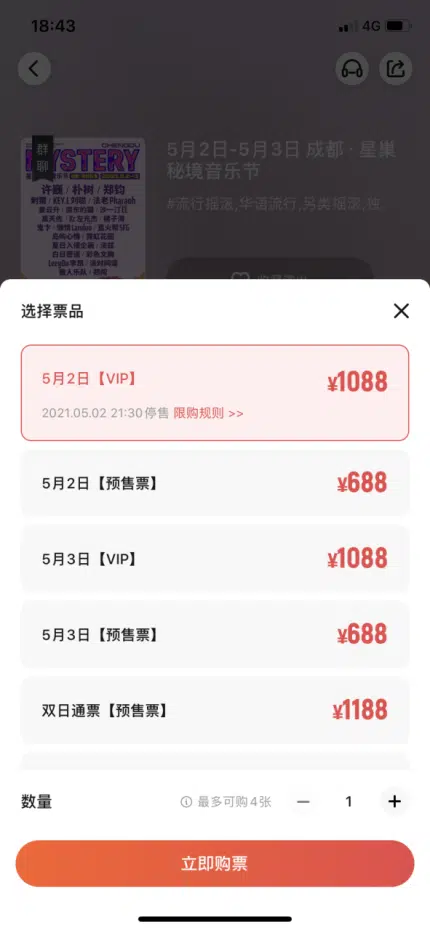 18:43
4G
群聊
CHENGDU
MYSTERY
许巍 / 朴树 / 郑钧
5月2日-5月3日 成都 · 星巢
秘境音乐节
#流行摇滚,华语流行,另类摇滚,独
选择票品
5月2日【VIP】
¥1088
2021.05.02 21:30停售 限购规则 >>
5月2日【预售票】
¥688
5月3日【VIP】
¥1088
5月3日【预售票】
¥688
双日通票【预售票】
¥1188
数量
最多可购4张
1
立即购票